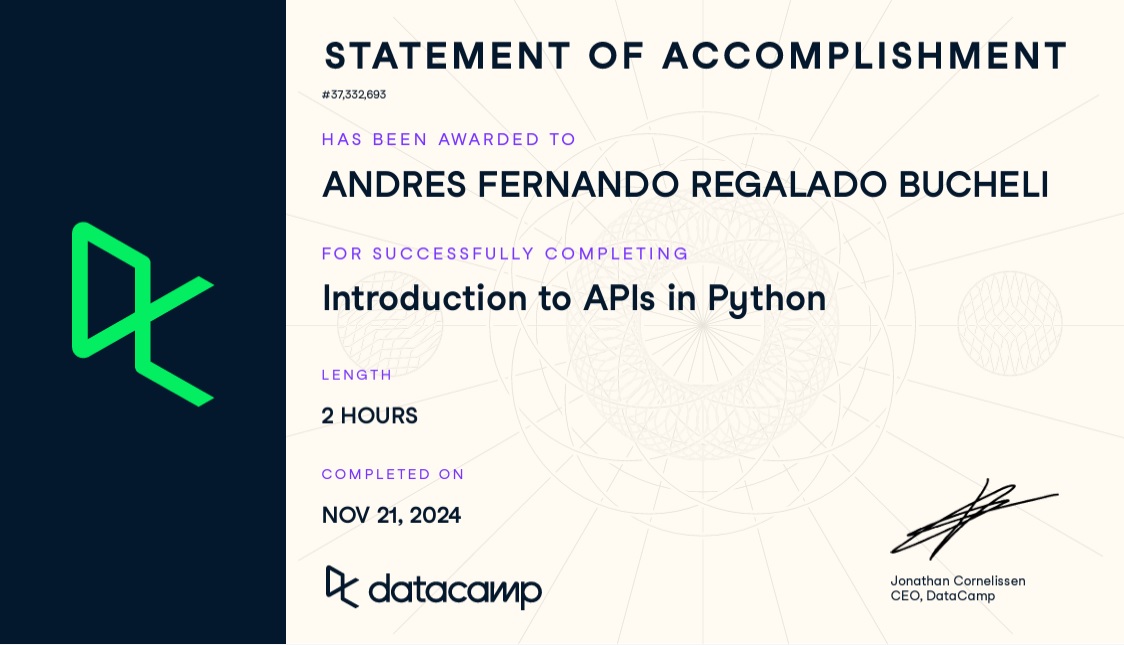 STATEMENT OF ACCOMPLISHMENT
#37,332,693
HAS BEEN AWARDED TO
ANDRES FERNANDO REGALADO BUCHELI
FOR SUCCESSFULLY COMPLETING
Introduction to APIs in Python
LENGTH
2 HOURS
COMPLETED ON
NOV 21, 2024
datacamp
Jonathan Cornelissen
CEO, DataCamp